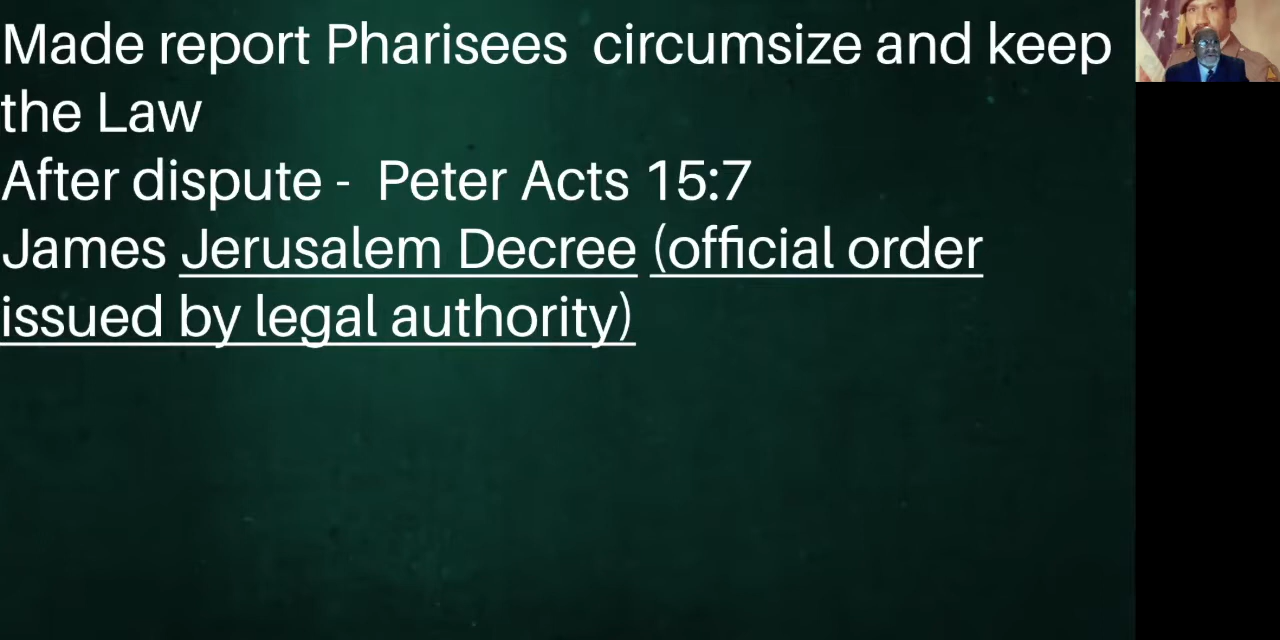 Made report Pharisees  circumsize and keep
the Law
After dispute -  Peter Acts 15:7
James Jerusalem Decree (official order
issued by legal authority)